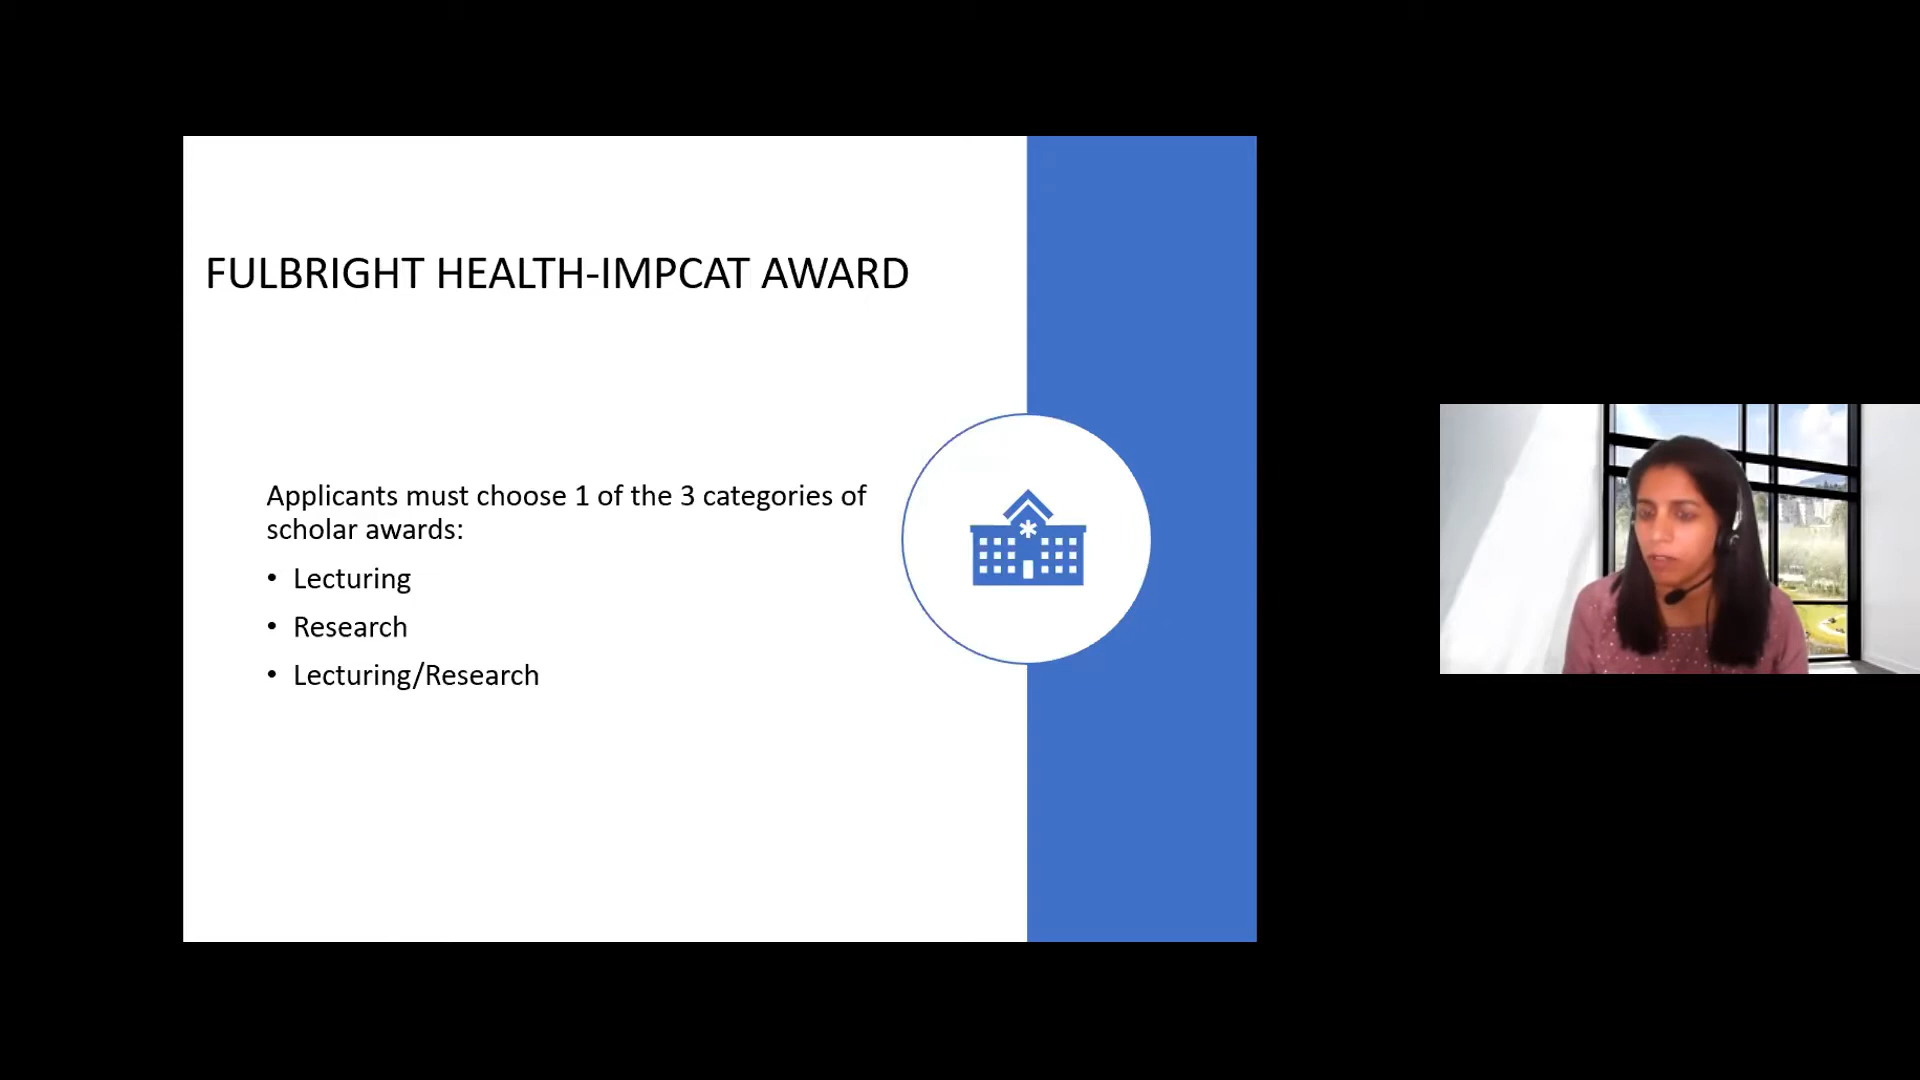 FULBRIGHT HEALTH-IMPCAT AWARD
Applicants must choose 1 of the 3 categories of
scholar awards:
• Lecturing
• Research
• Lecturing/Research